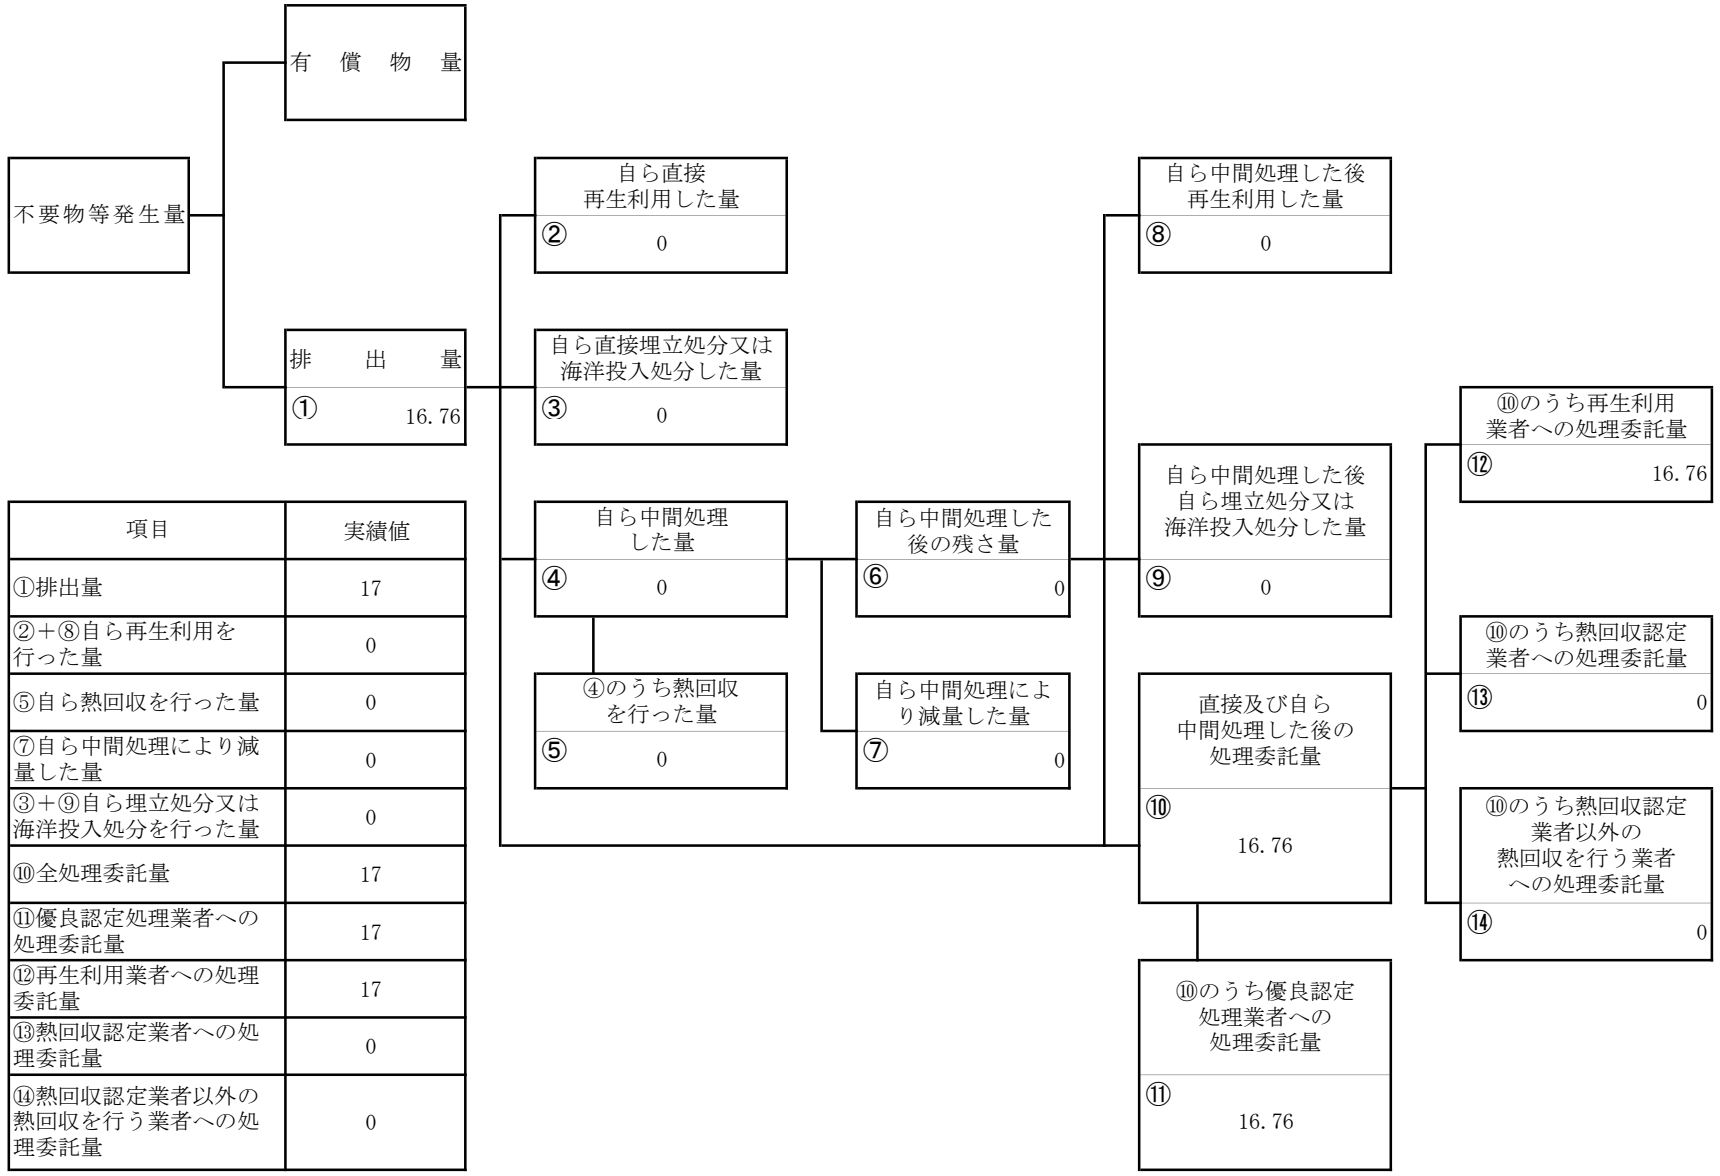 有償物量
不要物等発生量
排出量
①
16.76
自ら直接
再生利用した量
②
0
自ら直接埋立処分又は
海洋投入処分した量
③
0
自ら中間処理
した量
④
0
④のうち熱回収
を行った量
⑤
0
自ら中間処理した
後の残さ量
⑥
0
自ら中間処理によ
り減量した量
⑦
0
自ら中間処理した後
再生利用した量
⑧
0
自ら中間処理した後
自ら埋立処分又は
海洋投入処分した量
⑨
0
直接及び自ら
中間処理した後の
処理委託量
⑩
16.76
⑩のうち優良認定
処理業者への
処理委託量
⑪
16.76
⑩のうち再生利用
業者への処理委託量
⑫
16.76
⑩のうち熱回収認定
業者への処理委託量
⑬
0
⑩のうち熱回収認定
業者以外の
熱回収を行う業者
への処理委託量
⑭
0
項目 実績値
①排出量 17
②＋⑧自ら再生利用を
行った量 0
⑤自ら熱回収を行った量 0
⑦自ら中間処理により減
量した量 0
③＋⑨自ら埋立処分又は
海洋投入処分を行った量 0
⑩全処理委託量 17
⑪優良認定処理業者への
処理委託量 17
⑫再生利用業者への処理
委託量 17
⑬熱回収認定業者への処
理委託量 0
⑭熱回収認定業者以外の
熱回収を行う業者への処
理委託量 0